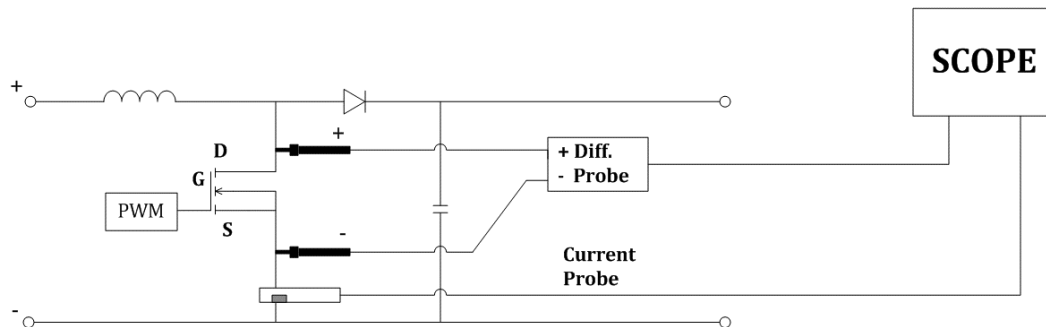 SCOPE
+
+
D
+ Diff.
- Probe
G
PWM
S
-
Current
Probe
-